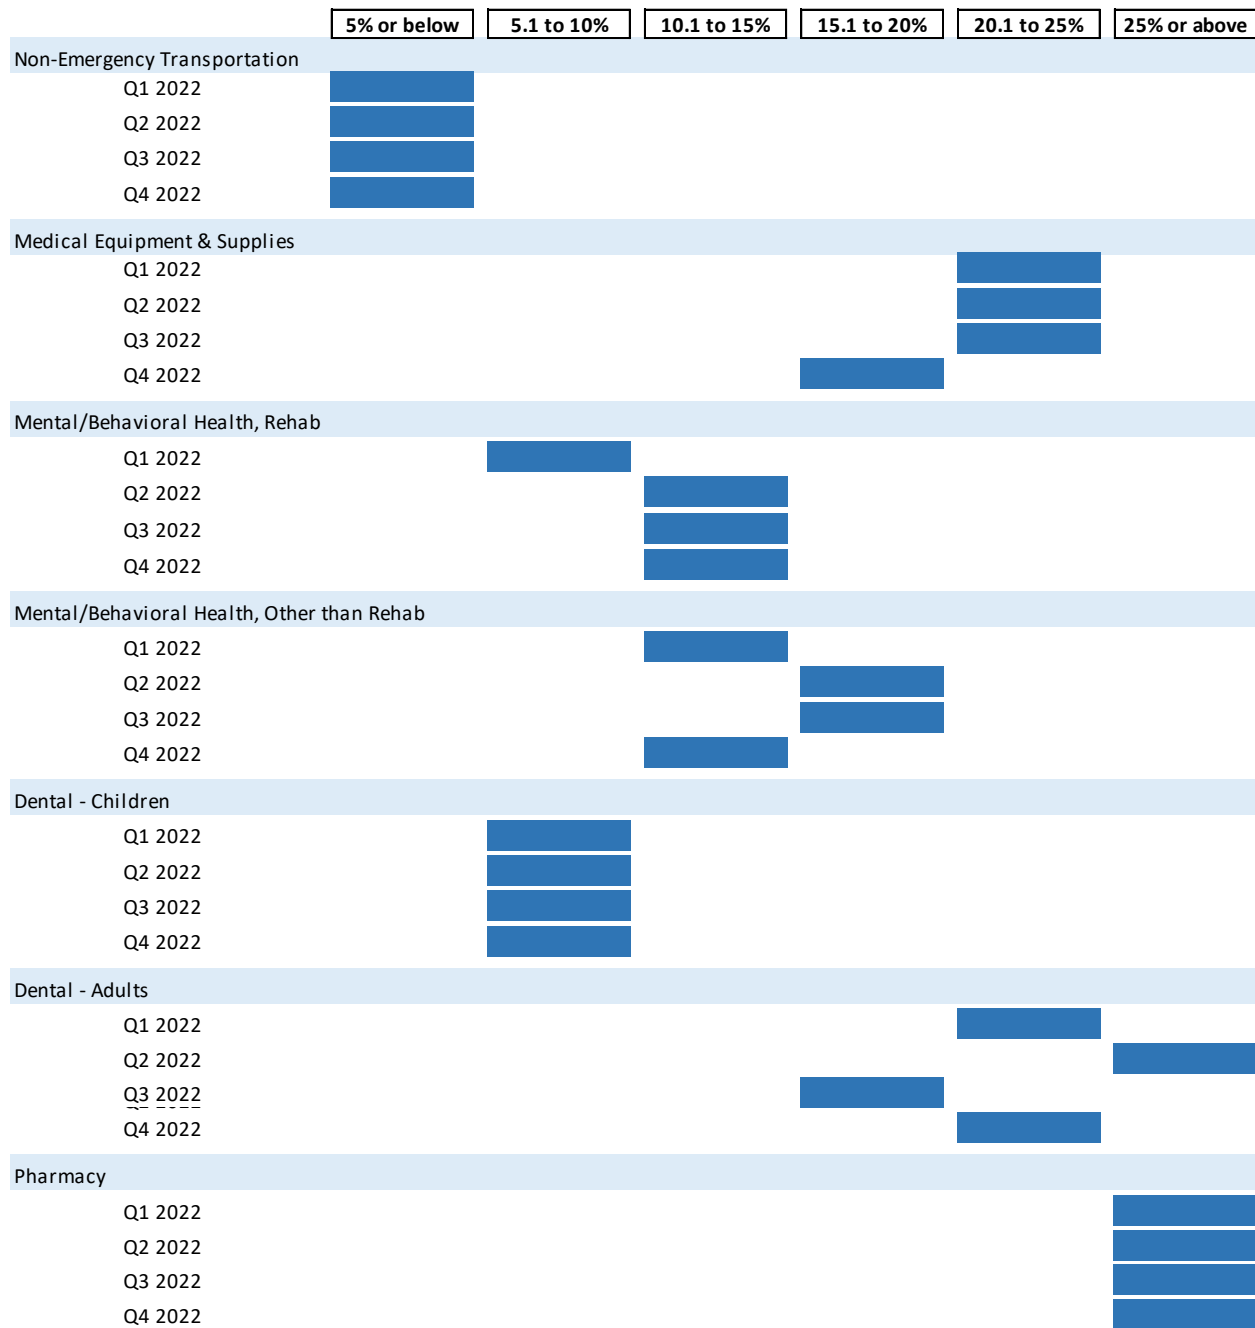 5% or below 5.1 to 10% 10.1 to 15% 15.1 to 20% 20.1 to 25% 25% or above
Non-Emergency Transportation
Q1 2022
Q2 2022
Q3 2022
Q4 2022
Medical Equipment & Supplies
Q1 2022
Q2 2022
Q3 2022
Q4 2022
Mental/Behavioral Health, Rehab
Q1 2022
Q2 2022
Q3 2022
Q4 2022
Mental/Behavioral Health, Other than Rehab
Q1 2022
Q2 2022
Q3 2022
Q4 2022
Dental - Children
Q1 2022
Q2 2022
Q3 2022
Q4 2022
Dental - Adults
Q1 2022
Q2 2022
Q3 2022
Q4 2022
Pharmacy
Q1 2022
Q2 2022
Q3 2022
Q4 2022